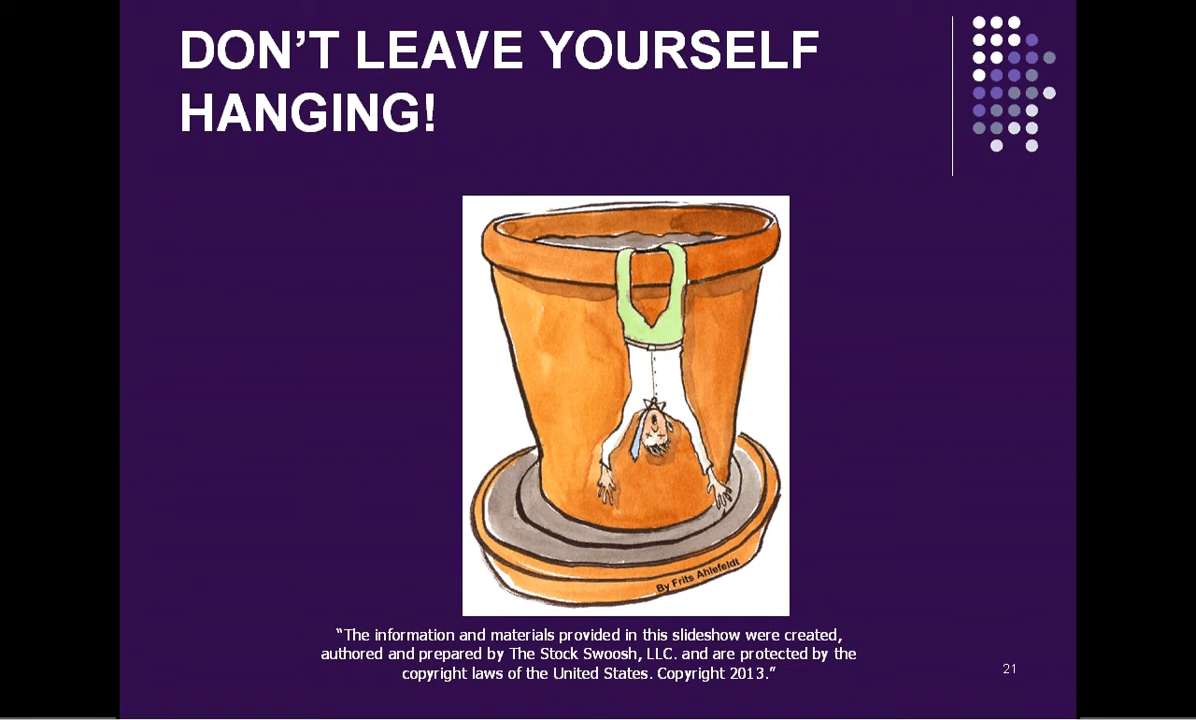 DON’T LEAVE YOURSELF
HANGING!
By Frits Ahlefeldt
“The information and materials provided in this slideshow were created,
authored and prepared by The Stock Swoosh, LLC. and are protected by the
copyright laws of the United States. Copyright 2013.”
21